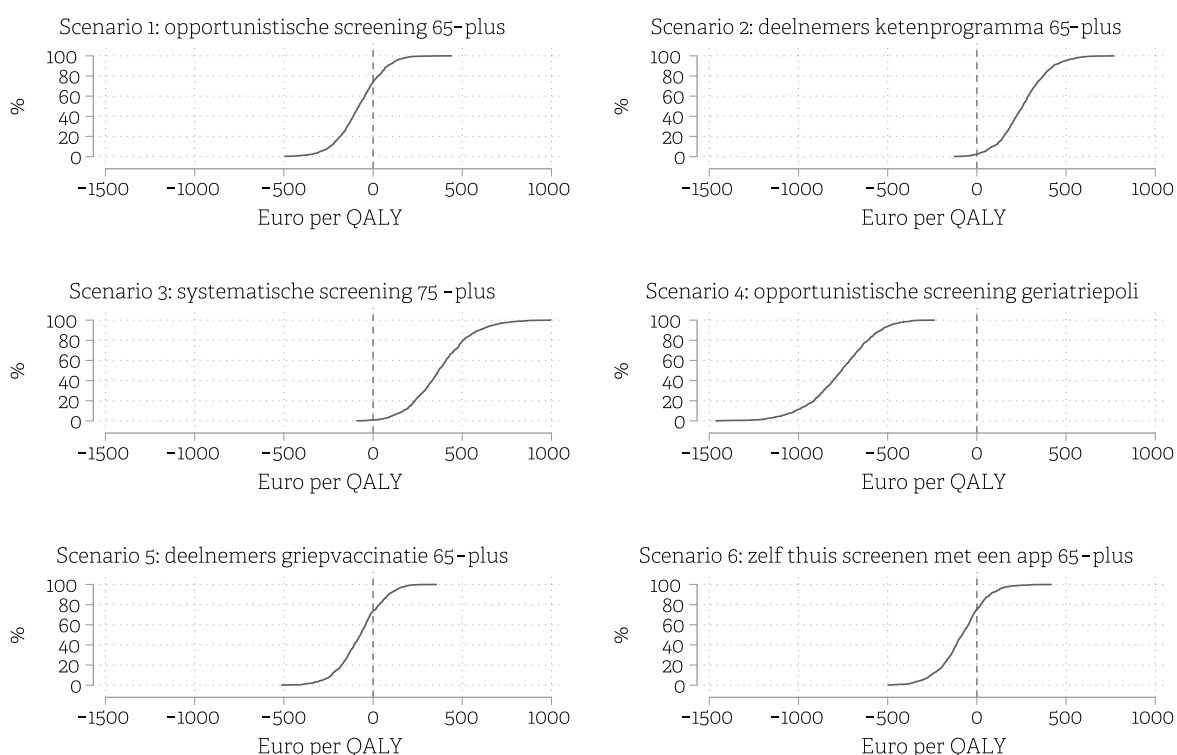 Scenario 1: opportunistische screening 65-plus
100
80
60
40
20
0
%
-1500 -1000 -500 0 500 1000
Euro per QALY
Scenario 2: deelnemers ketenprogramma 65-plus
100
80
60
40
20
0
%
-1500 -1000 -500 0 500 1000
Euro per QALY
Scenario 3: systematische screening 75 -plus
100
80
60
40
20
0
%
-1500 -1000 -500 0 500 1000
Euro per QALY
Scenario 4: opportunistische screening geriatriepoli
100
80
60
40
20
0
%
-1500 -1000 -500 0 500 1000
Euro per QALY
Scenario 5: deelnemers griepvaccinatie 65-plus
100
80
60
40
20
0
%
-1500 -1000 -500 0 500 1000
Euro per QALY
Scenario 6: zelf thuis screenen met een app 65-plus
100
80
60
40
20
0
%
-1500 -1000 -500 0 500 1000
Euro per QALY